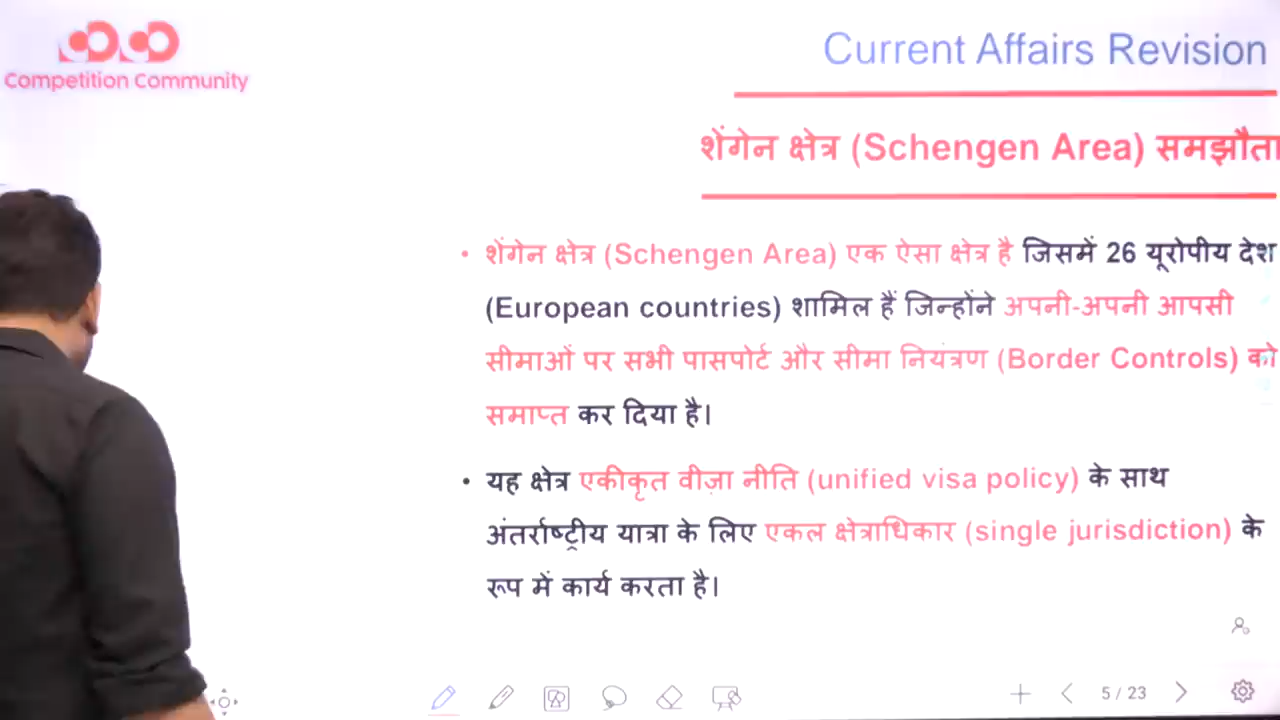 Competition Community
Current Affairs Revision
शेंगेन क्षेत्र (Schengen Area) समझौता
• शेंगेन क्षेत्र (Schengen Area) एक ऐसा क्षेत्र है जिसमें 26 यूरोपीय देश
(European countries) शामिल हैं जिन्होंने अपनी-अपनी आपसी
सीमाओं पर सभी पासपोर्ट और सीमा नियंत्रण (Border Controls) को
समाप्त कर दिया है।
• यह क्षेत्र एकीकृत वीज़ा नीति (unified visa policy) के साथ
अंतर्राष्ट्रीय यात्रा के लिए एकल क्षेत्राधिकार (single jurisdiction) के
रूप में कार्य करता है।
5 / 23